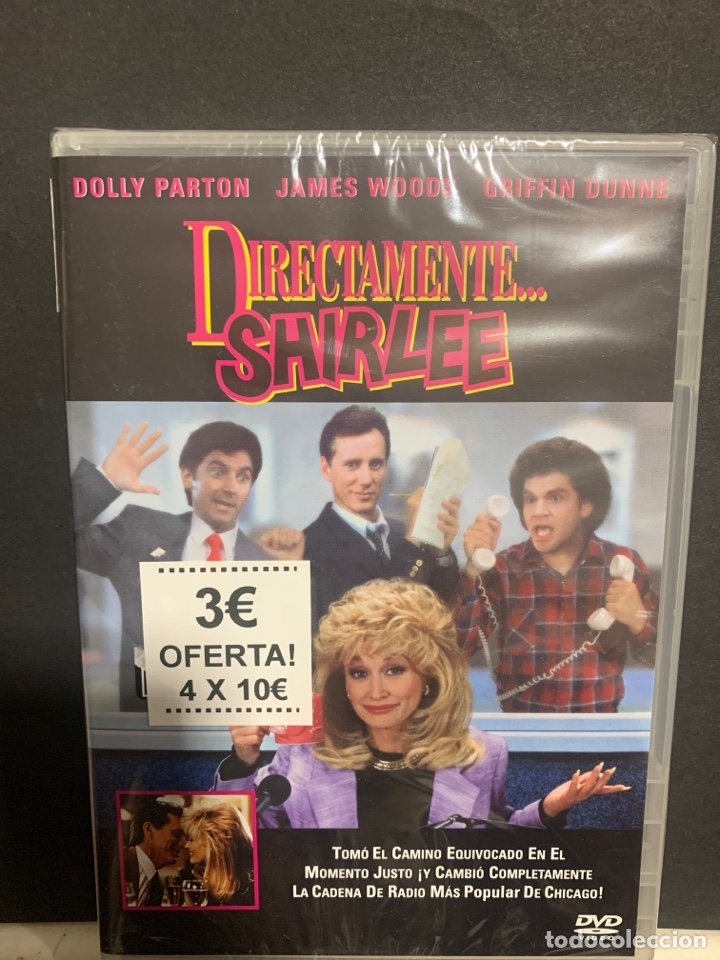 DOLLY PARTON JAMES WOODS GRIFFIN DUNNE
DIRECTAMENTE...
SHIRLEE
3€
OFERTA!
4 X 10€
TOMÓ EL CAMINO EQUIVOCADO EN EL
MOMENTO JUSTO ¡Y CAMBIÓ COMPLETAMENTE
LA CADENA DE RADIO MÁS POPULAR DE CHICAGO!
DVD
todocoleccion